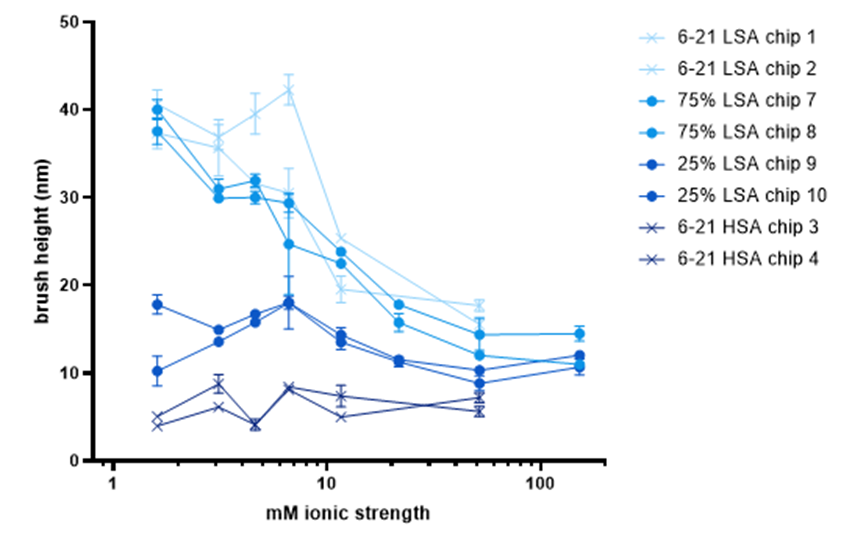 50
40
30
20
10
0
brush height (nm)
1
10
100
mM ionic strength
6-21 LSA chip 1
6-21 LSA chip 2
75% LSA chip 7
75% LSA chip 8
25% LSA chip 9
25% LSA chip 10
6-21 HSA chip 3
6-21 HSA chip 4